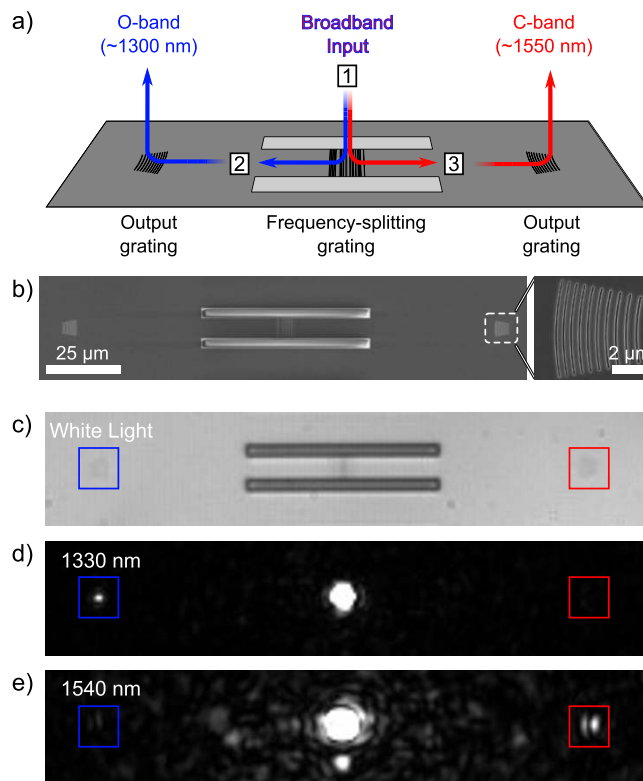 a)
O-band
(~1300 nm)
Broadband
Input
C-band
(~1550 nm)
1
2
3
Output
grating
Frequency-splitting
grating
Output
grating
b)
25 µm
2 µm
c)
White Light
d)
1330 nm
e)
1540 nm